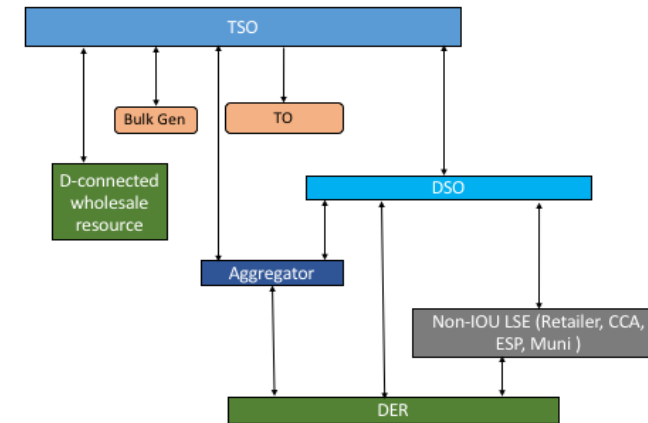 TSO
Bulk Gen
TO
D-connected
wholesale
resource
DSO
Aggregator
Non-IOU LSE (Retailer, CCA,
ESP, Muni )
DER